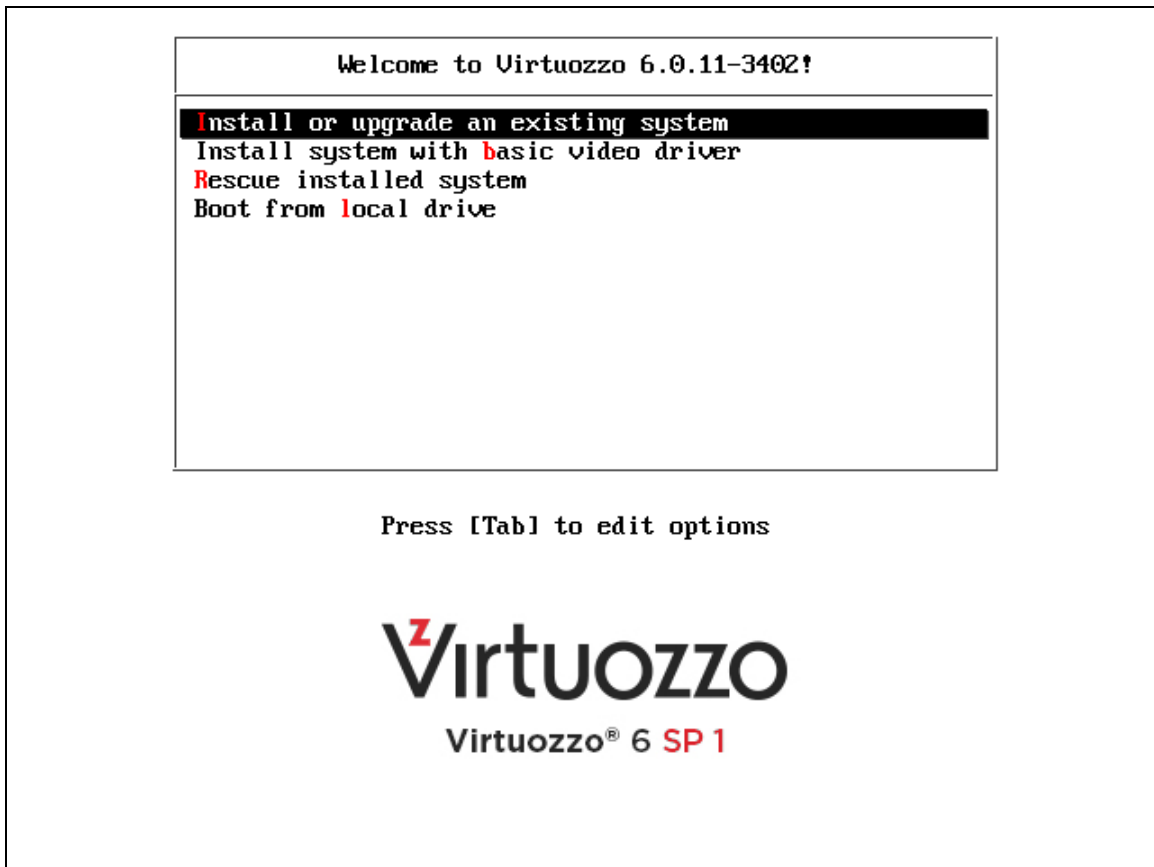 Welcome to Virtuozzo 6.0.11-3402!
Install or upgrade an existing system
Install system with basic video driver
Rescue installed system
Boot from local drive
Press [Tab] to edit options
Virtuozzo
Virtuozzo® 6 SP 1